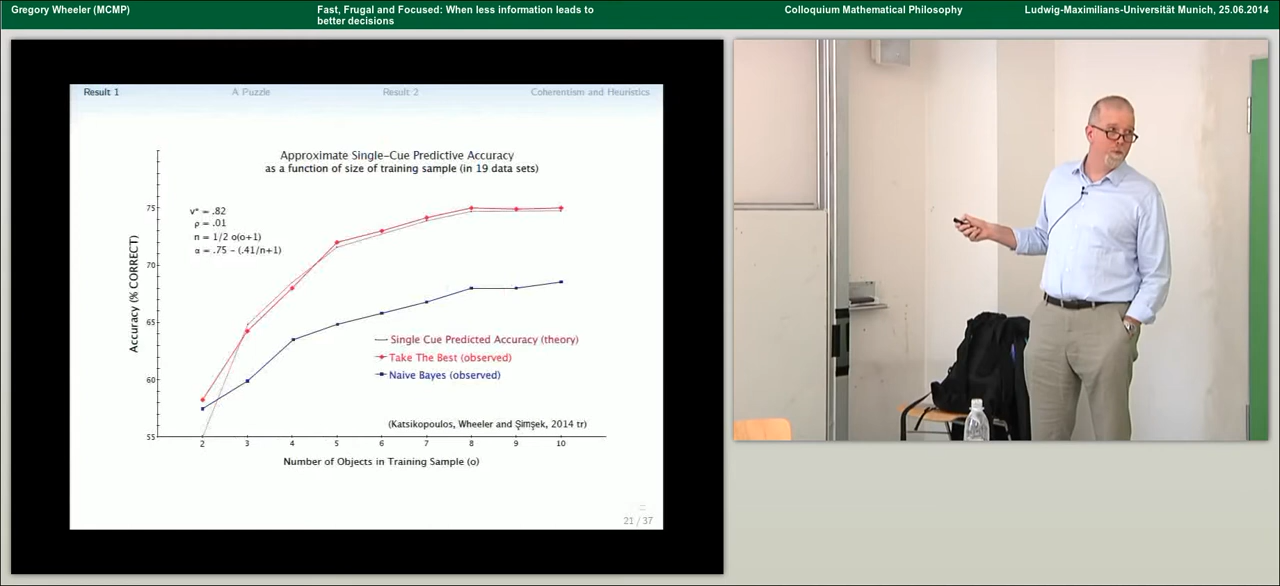 Gregory Wheeler (MCMP)
Fast, Frugal and Focused: When less information leads to
better decisions
Colloquium Mathematical Philosophy
Ludwig-Maximilians-Universität Munich, 25.06.2014
Result 1
A Puzzle
Result 2
Coherentism and Heuristics
Approximate Single-Cue Predictive Accuracy
as a function of size of training sample (in 19 data sets)
v* = .82
ρ = .01
n = 1/2 o(o+1)
α = .75 - (.41/n+1)
Accuracy (% CORRECT)
75
70
65
60
55
Single Cue Predicted Accuracy (theory)
Take The Best (observed)
Naive Bayes (observed)
(Katsikopoulos, Wheeler and Şimşek, 2014 tr)
2 3 4 5 6 7 8 9 10
Number of Objects in Training Sample (o)
21 / 37